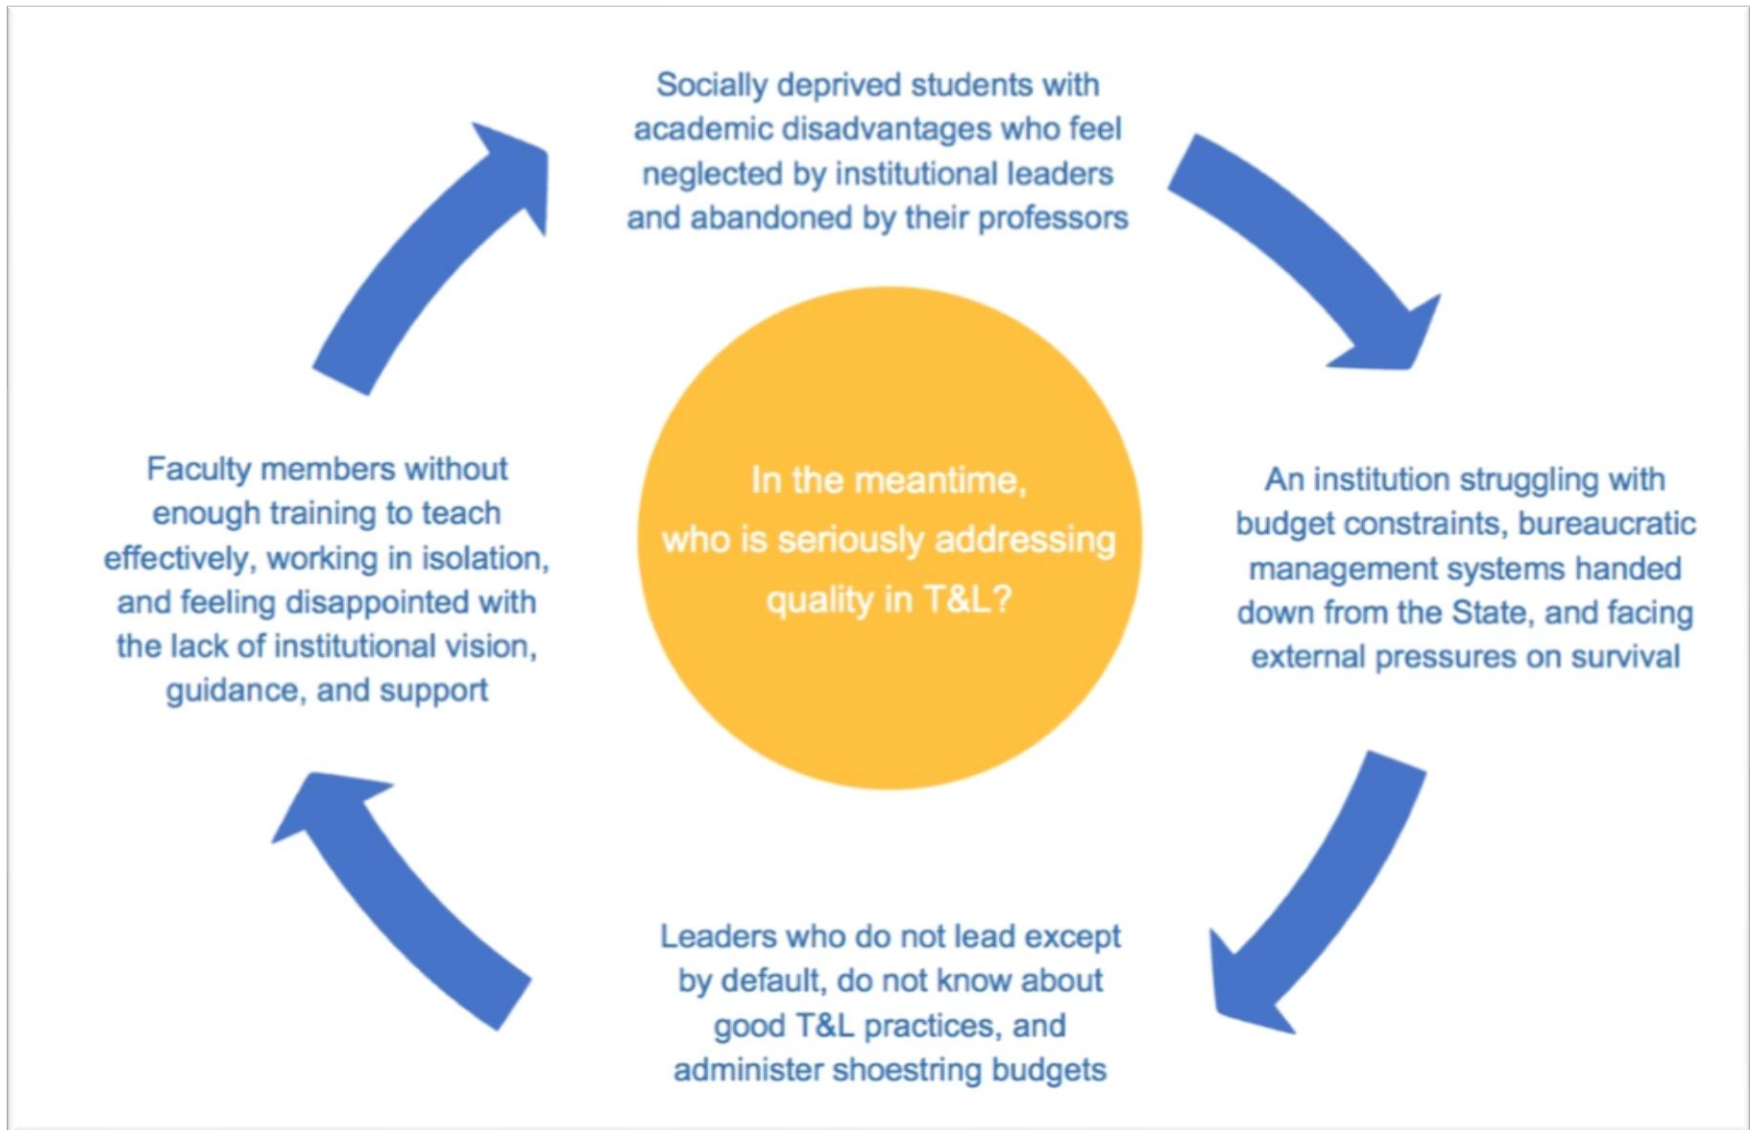 Socially deprived students with
academic disadvantages who feel
neglected by institutional leaders
and abandoned by their professors
An institution struggling with
budget constraints, bureaucratic
management systems handed
down from the State, and facing
external pressures on survival
Leaders who do not lead except
by default, do not know about
good T&L practices, and
administer shoestring budgets
Faculty members without
enough training to teach
effectively, working in isolation,
and feeling disappointed with
the lack of institutional vision,
guidance, and support
In the meantime,
who is seriously addressing
quality in T&L?